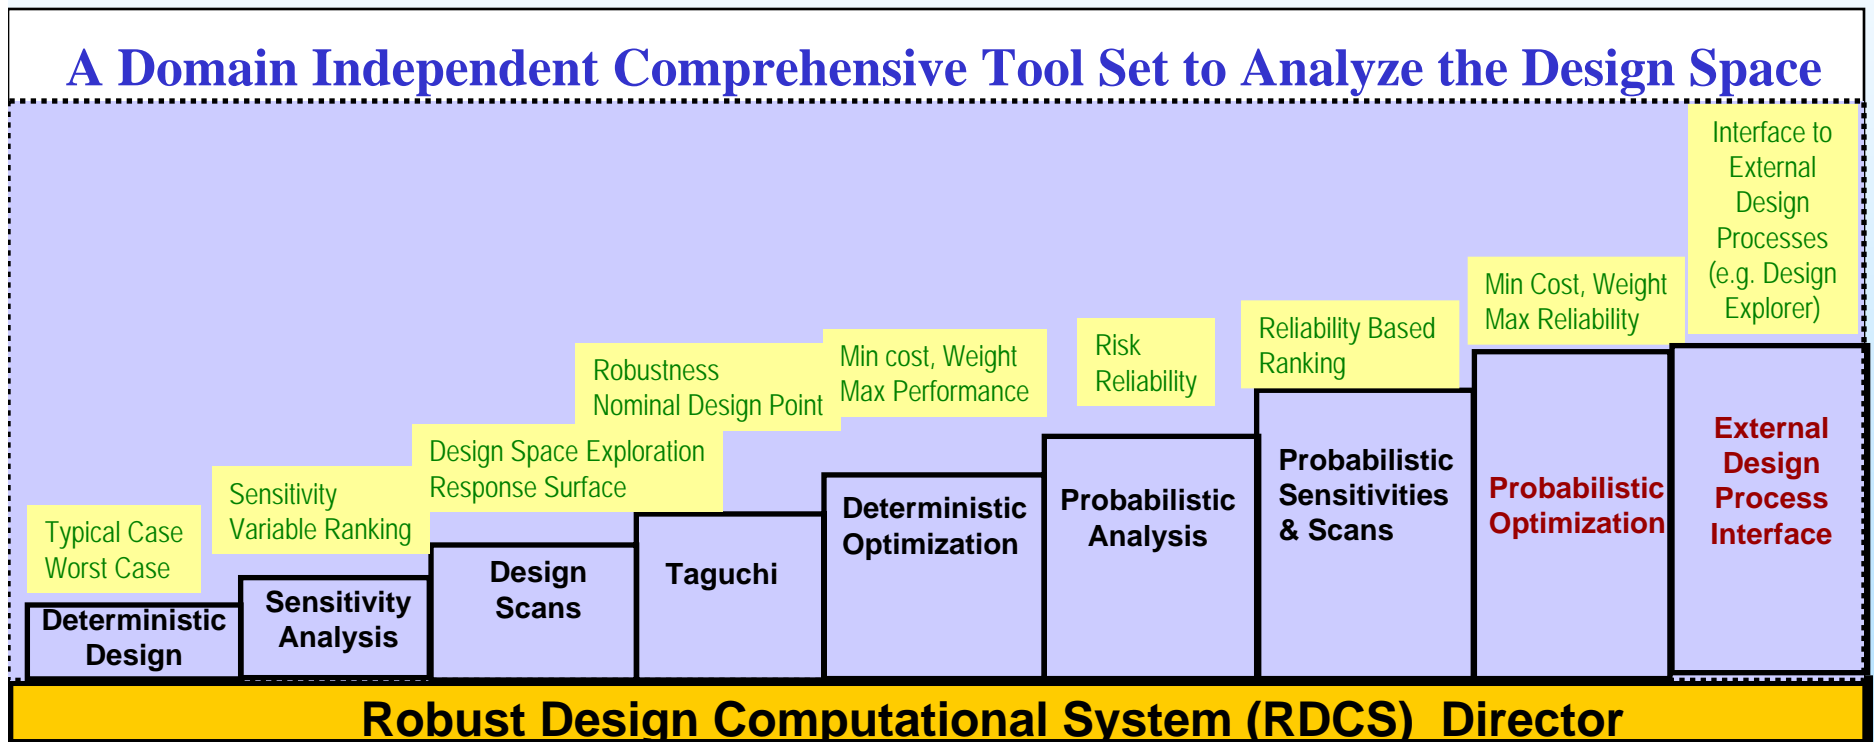 A Domain Independent Comprehensive Tool Set to Analyze the Design Space
Typical Case
Worst Case
Deterministic
Design
Sensitivity
Variable Ranking
Sensitivity
Analysis
Design Space Exploration
Response Surface
Design
Scans
Robustness
Nominal Design Point
Taguchi
Min cost, Weight
Max Performance
Deterministic
Optimization
Risk
Reliability
Probabilistic
Analysis
Reliability Based
Ranking
Probabilistic
Sensitivities
& Scans
Min Cost, Weight
Max Reliability
Probabilistic
Optimization
Interface to
External
Design
Processes
(e.g. Design
Explorer)
External
Design
Process
Interface
Robust Design Computational System (RDCS) Director